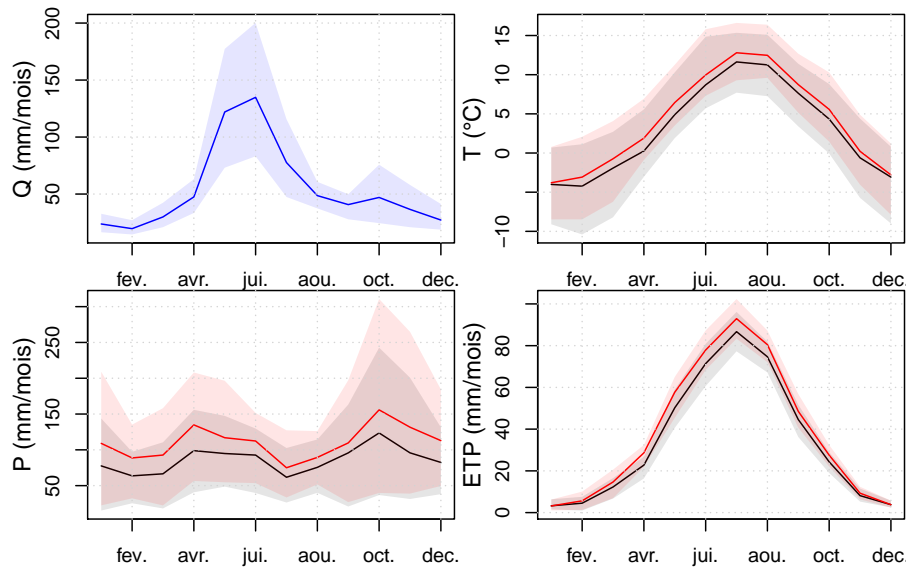 Q (mm/mois)
50
100
150
200
fev.
avr.
jui.
aou.
oct.
dec.
T (°C)
−10
0
5
10
15
fev.
avr.
jui.
aou.
oct.
dec.
P (mm/mois)
50
100
150
250
fev.
avr.
jui.
aou.
oct.
dec.
ETP (mm/mois)
0
20
40
60
80
fev.
avr.
jui.
aou.
oct.
dec.